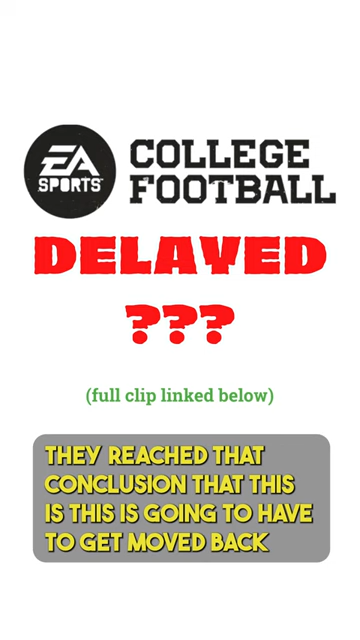 EA
SPORTS™
COLLEGE
FOOTBALL
DELAYED
???
(full clip linked below)
THEY REACHED THAT
CONCLUSION THAT THIS
IS THIS IS GOING TO HAVE
TO GET MOVED BACK